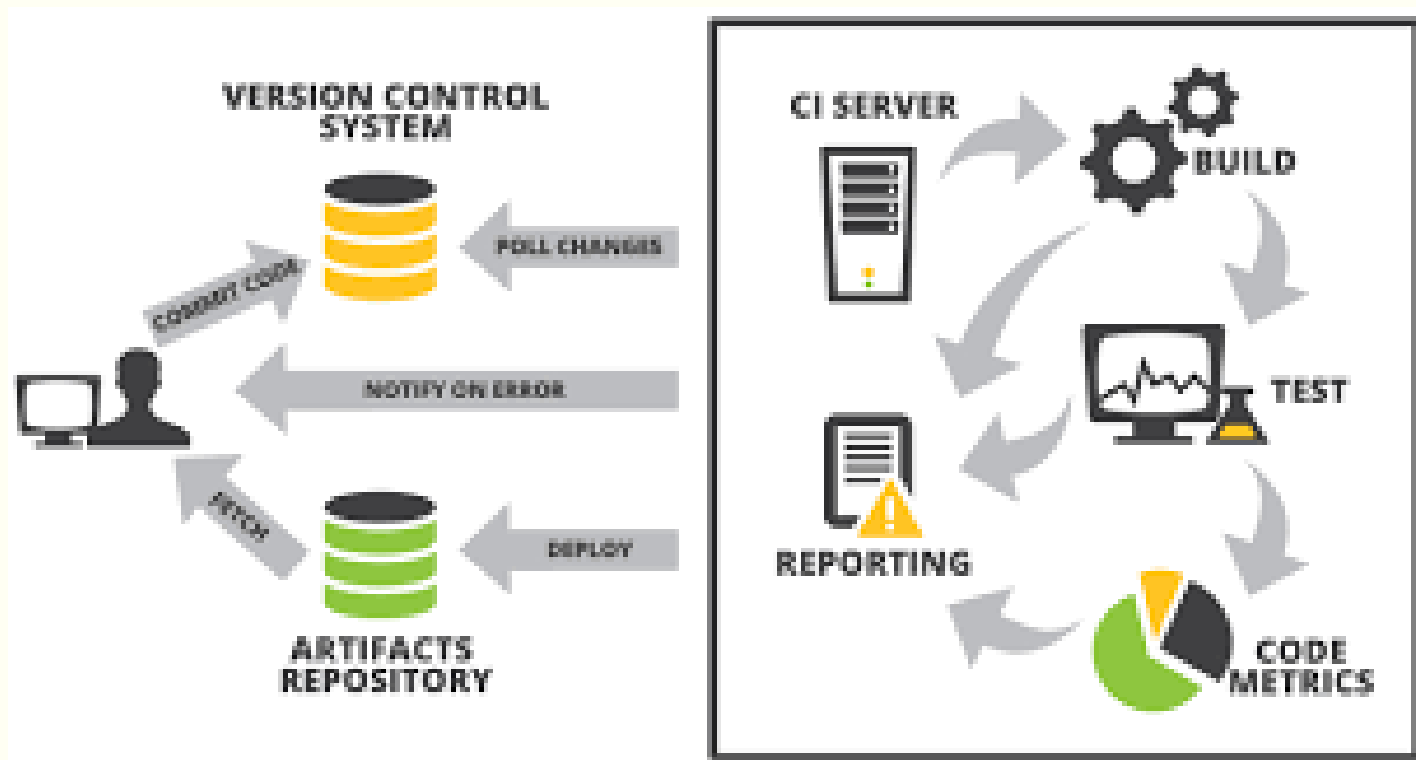 VERSION CONTROL
SYSTEM
POLL CHANGES
COMMIT CODE
NOTIFY ON ERROR
FETCH
DEPLOY
ARTIFACTS
REPOSITORY
CI SERVER
BUILD
TEST
REPORTING
CODE
METRICS